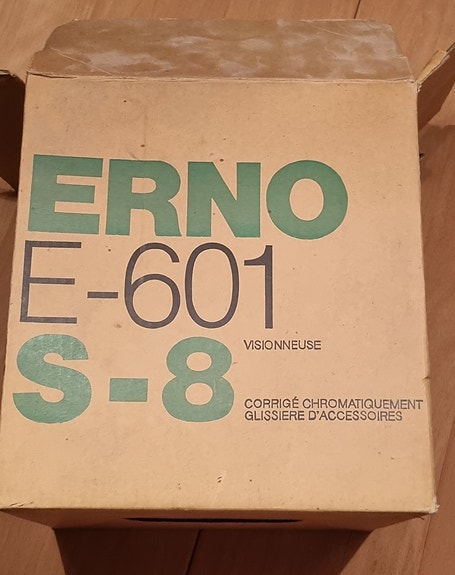 ERNO
E-601
S-8
VISIONNEUSE
CORRIGÉ CHROMATIQUEMENT
GLISSIERE D'ACCESSOIRES